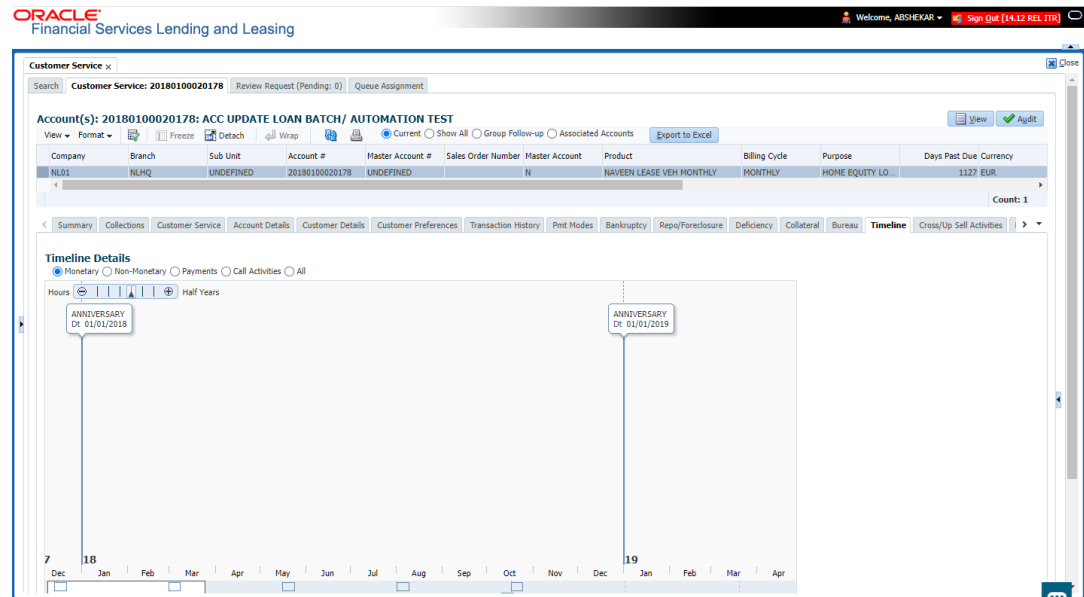 ORACLE
Financial Services Lending and Leasing
Welcome, ABSHEKAR
Sign Out [14.12 REL ITR]
Close
Customer Service x
Search Customer Service: 20180100020178 Review Request (Pending: 0) Queue Assignment
Account(s): 20180100020178: ACC UPDATE LOAN BATCH/ AUTOMATION TEST
View Audit
View Format Freeze Detach Wrap Current Show All Group Follow-up Associated Accounts Export to Excel
Company Branch Sub Unit Account # Master Account # Sales Order Number Master Account Product Billing Cycle Purpose Days Past Due Currency
NL01 NLHQ UNDEFINED 20180100020178 UNDEFINED N NAVEEN LEASE VEH MONTHLY MONTHLY HOME EQUITY LO... 1127 EUR
Count: 1
Summary Collections Customer Service Account Details Customer Details Customer Preferences Transaction History Pmt Modes Bankruptcy Repo/Foreclosure Deficiency Collateral Bureau Timeline Cross/Up Sell Activities
Timeline Details
Monetary Non-Monetary Payments Call Activities All
Hours Half Years
ANNIVERSARY
Dt 01/01/2018
ANNIVERSARY
Dt 01/01/2019
7 18 19
Dec Jan Feb Mar Apr May Jun Jul Aug Sep Oct Nov Dec Jan Feb Mar Apr